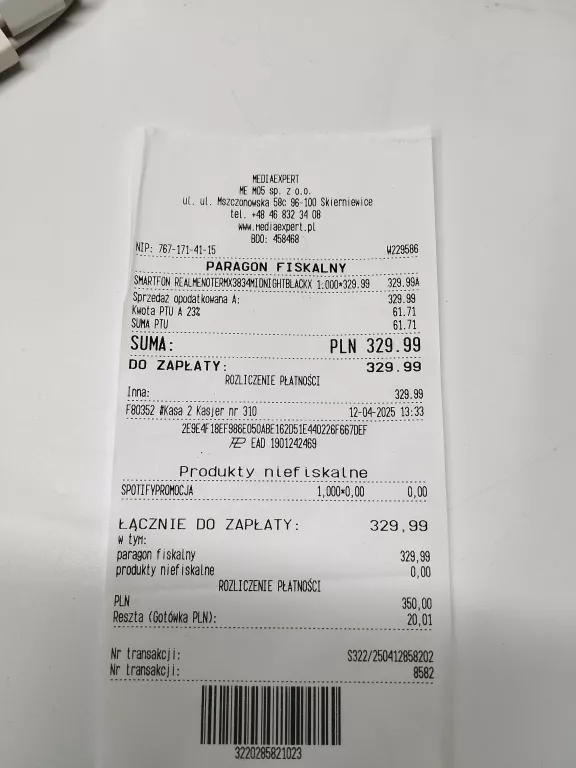 MEDIAEXPERT
ME M05 sp. z o.o.
ul. ul. Mszczonowska 58c 96-100 Skierniewice
tel. +48 46 832 34 08
www.mediaexpert.pl
BDO: 458468
NIP: 767-171-41-15 W229586
PARAGON FISKALNY
SMARTFON REALMENOTERMX3834MIDNIGHTBLACKX 1.000*329.99 329.99A
Sprzedaż opodatkowana A: 329.99
Kwota PTU A 23% 61.71
SUMA PTU 61.71
SUMA: PLN 329.99
DO ZAPŁATY: 329.99
ROZLICZENIE PŁATNOŚCI
Inna: 329.99
F80352 #Kasa 2 Kasjer nr 310 12-04-2025 13:33
2E9E4F18EF986E050ABE162D51E440226F667DEF
EAD 1901242469
Produkty niefiskalne
SPOTIFYPROMOCJA 1,000*0,00 0,00
ŁĄCZNIE DO ZAPŁATY: 329,99
w tym:
paragon fiskalny 329,99
produkty niefiskalne 0,00
ROZLICZENIE PŁATNOŚCI
PLN 350,00
Reszta (Gotówka PLN): 20,01
Nr transakcji: S322/250412858202
Nr transakcji: 8582
3220285821023